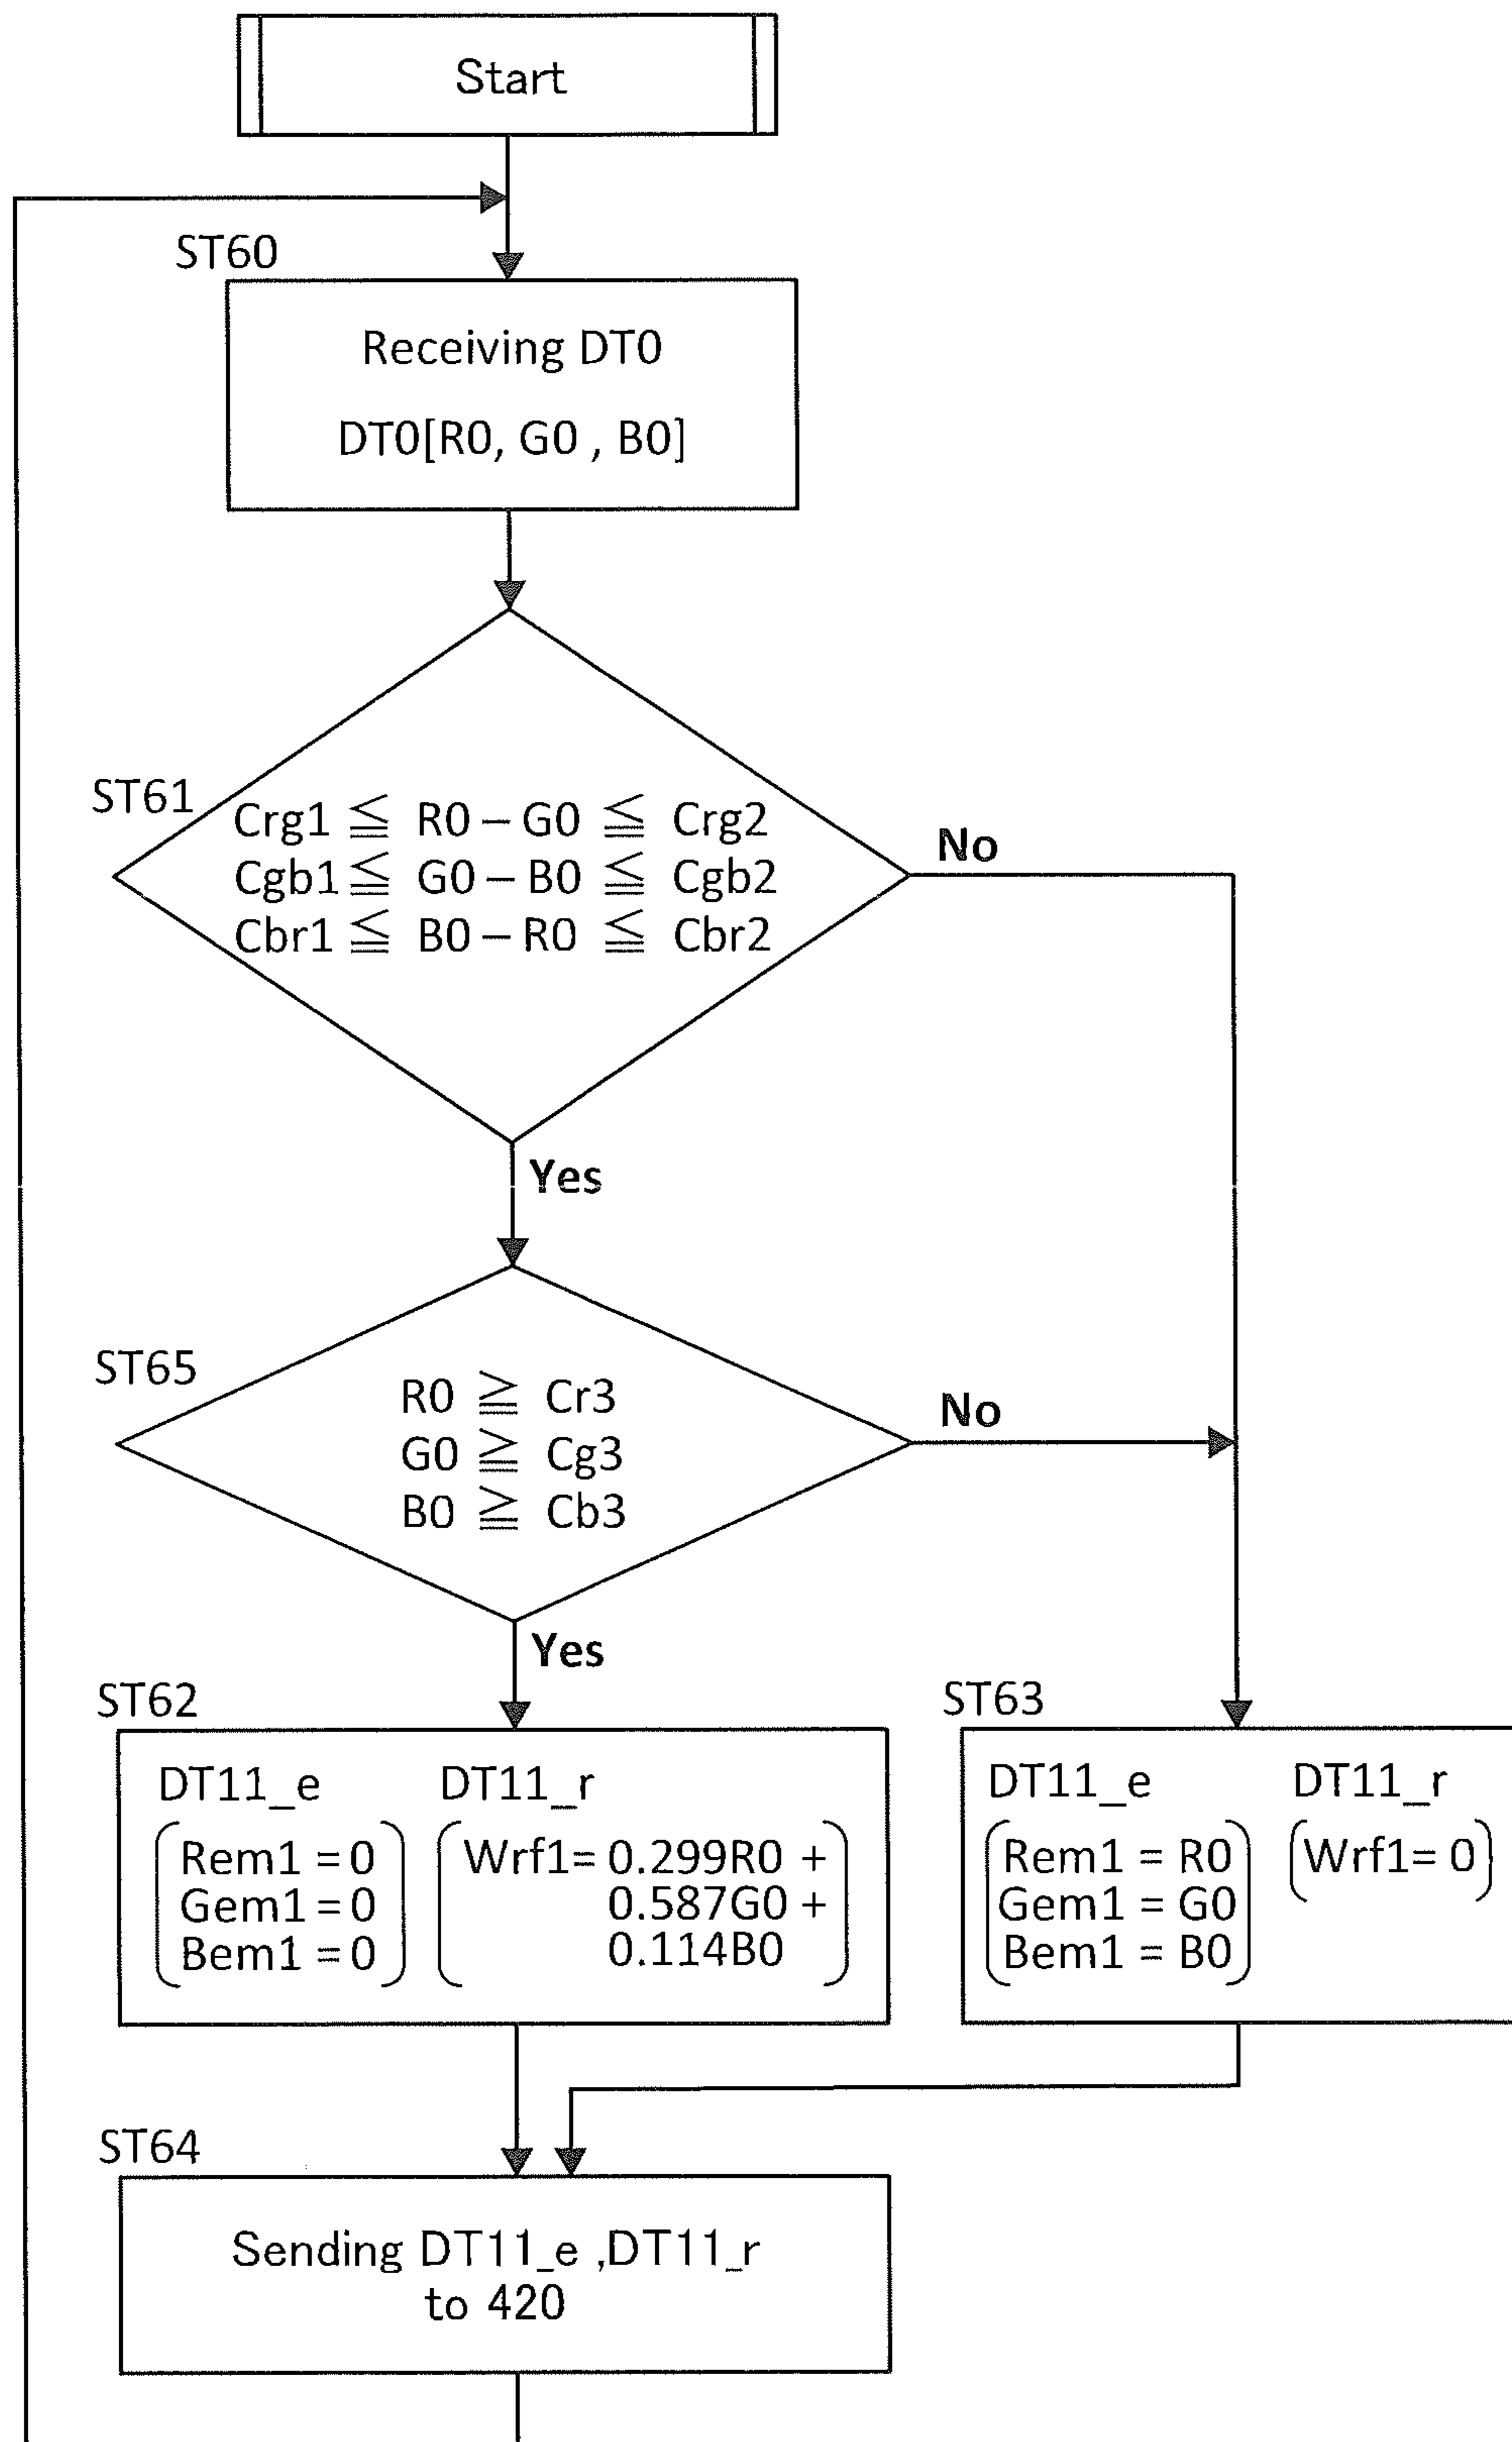 Start
ST60
Receiving DT0
DT0[R0, G0 , B0]
ST61
Crg1 ≦ R0 – G0 ≦ Crg2
Cgb1 ≦ G0 – B0 ≦ Cgb2
Cbr1 ≦ B0 – R0 ≦ Cbr2
No
Yes
ST65
R0 ≧ Cr3
G0 ≧ Cg3
B0 ≧ Cb3
No
Yes
ST62
DT11_e DT11_r
Rem1 = 0
Gem1 = 0
Bem1 = 0
Wrf1= 0.299R0 +
0.587G0 +
0.114B0
ST63
DT11_e DT11_r
Rem1 = R0
Gem1 = G0
Bem1 = B0
(Wrf1= 0)
ST64
Sending DT11_e ,DT11_r
to 420